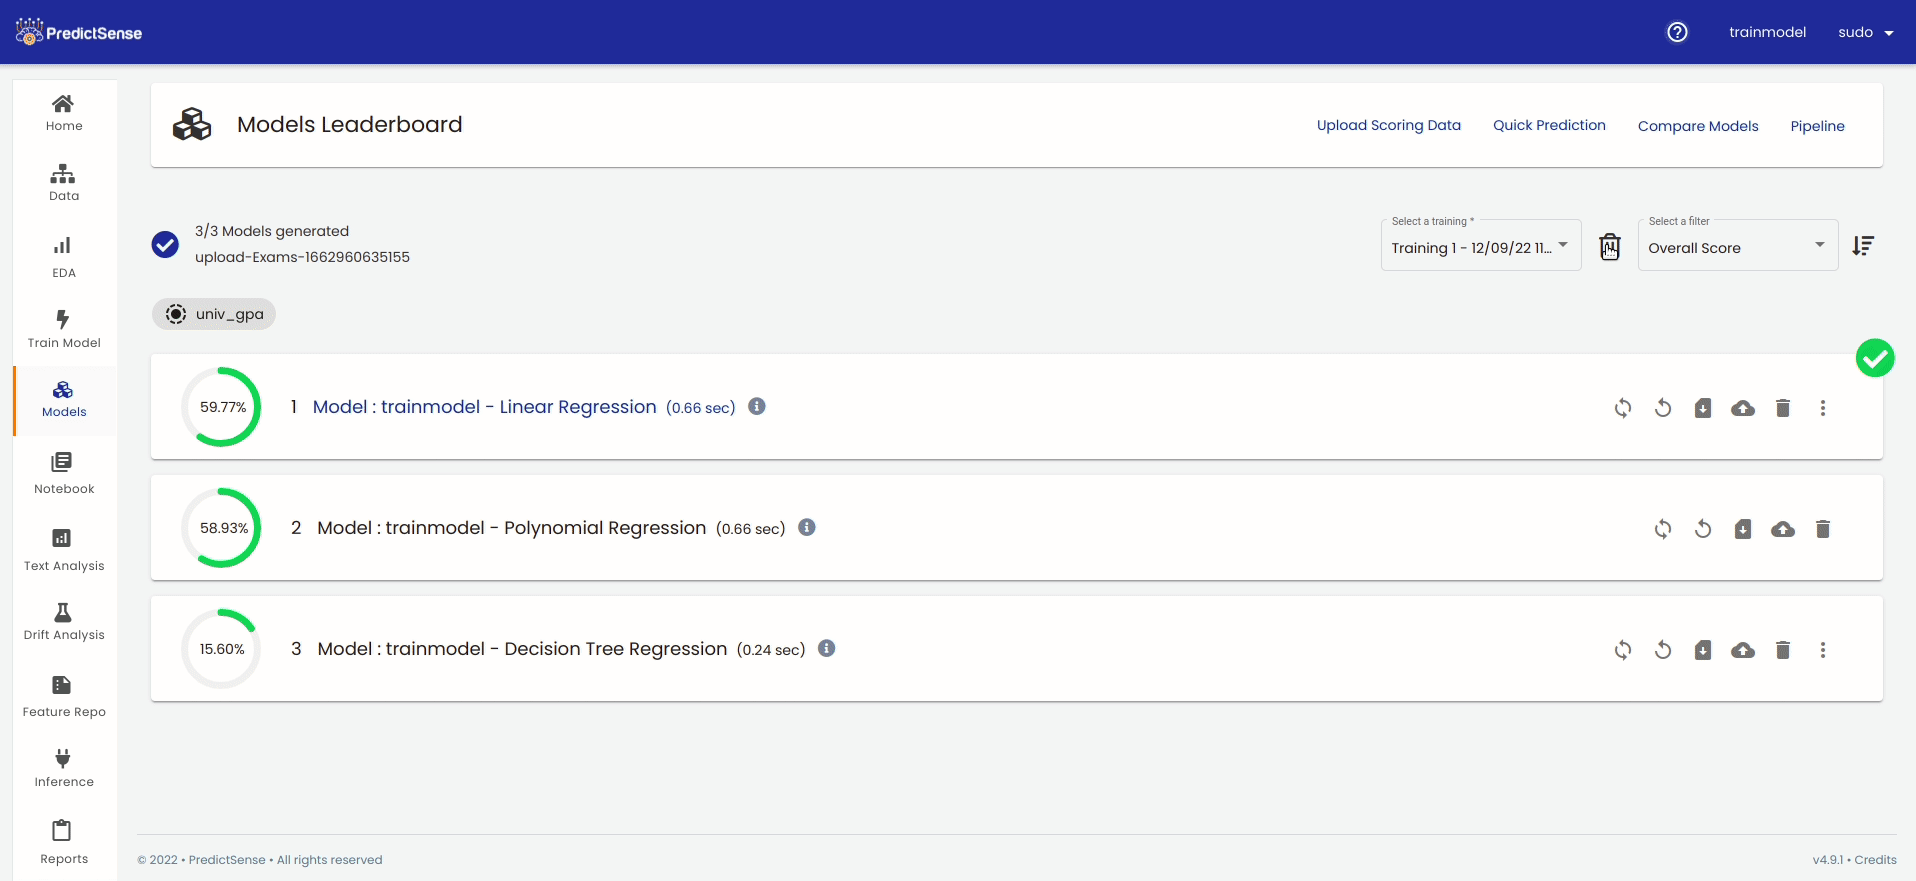 PredictSense
trainmodel
sudo
Home
Data
EDA
Train Model
Models
Notebook
Text Analysis
Drift Analysis
Feature Repo
Inference
Reports
Models Leaderboard
Upload Scoring Data
Quick Prediction
Compare Models
Pipeline
3/3 Models generated
upload-Exams-1662960635155
Select a training *
Training 1 - 12/09/22 11...
Select a filter
Overall Score
univ_gpa
59.77%
1 Model : trainmodel - Linear Regression (0.66 sec)
58.93%
2 Model : trainmodel - Polynomial Regression (0.66 sec)
15.60%
3 Model : trainmodel - Decision Tree Regression (0.24 sec)
© 2022 • PredictSense • All rights reserved
v4.9.1 • Credits